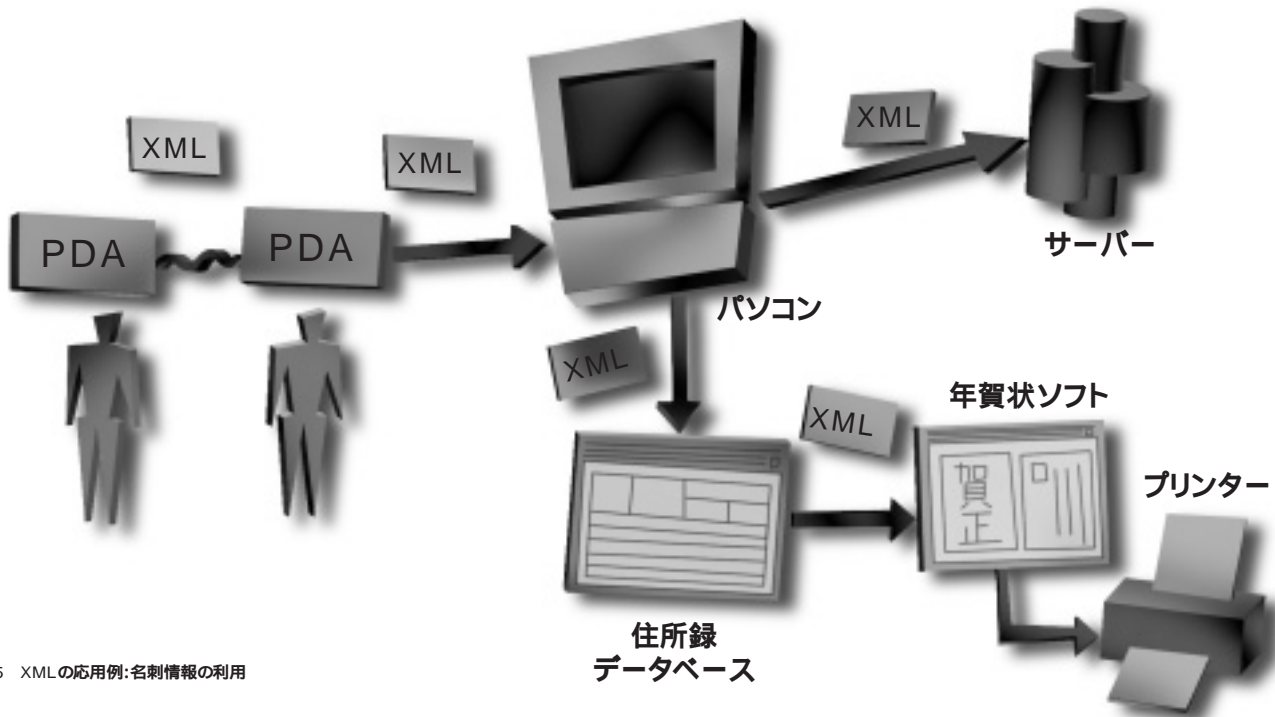 XML
XML
XML
PDA
PDA
サーバー
パソコン
XML
XML
年賀状ソフト
賀正
プリンター
住所録
データベース
5 XMLの応用例:名刺情報の利用